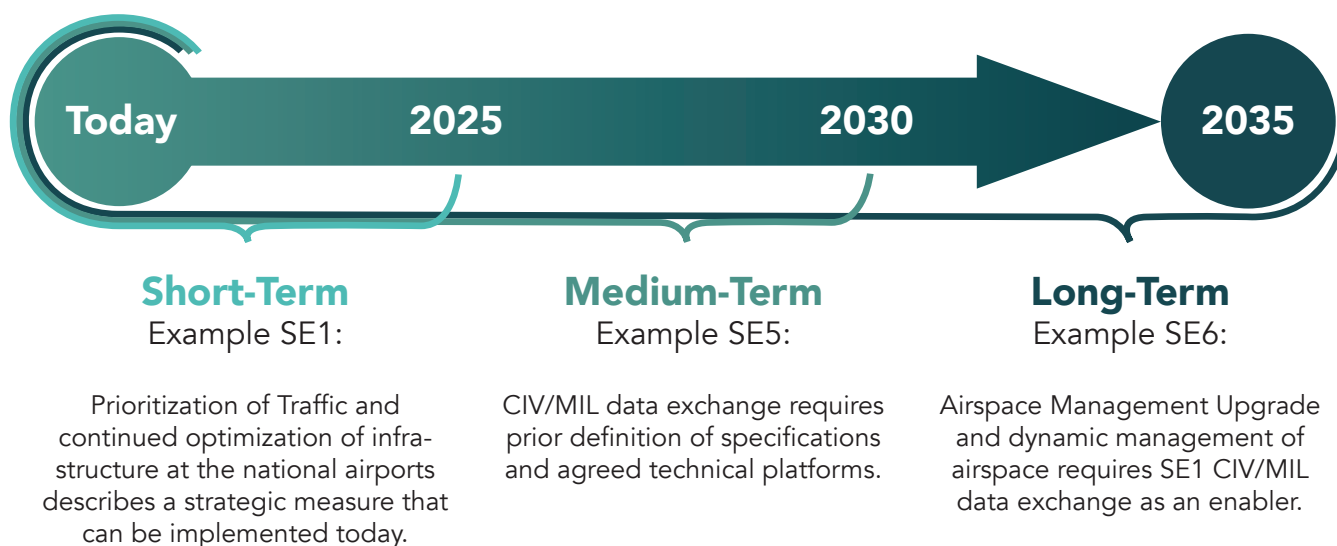 Today
2025
2030
2035
Short-Term
Example SE1:
Prioritization of Traffic and
continued optimization of infra-
structure at the national airports
describes a strategic measure that
can be implemented today.
Medium-Term
Example SE5:
CIV/MIL data exchange requires
prior definition of specifications
and agreed technical platforms.
Long-Term
Example SE6:
Airspace Management Upgrade
and dynamic management of
airspace requires SE1 CIV/MIL
data exchange as an enabler.